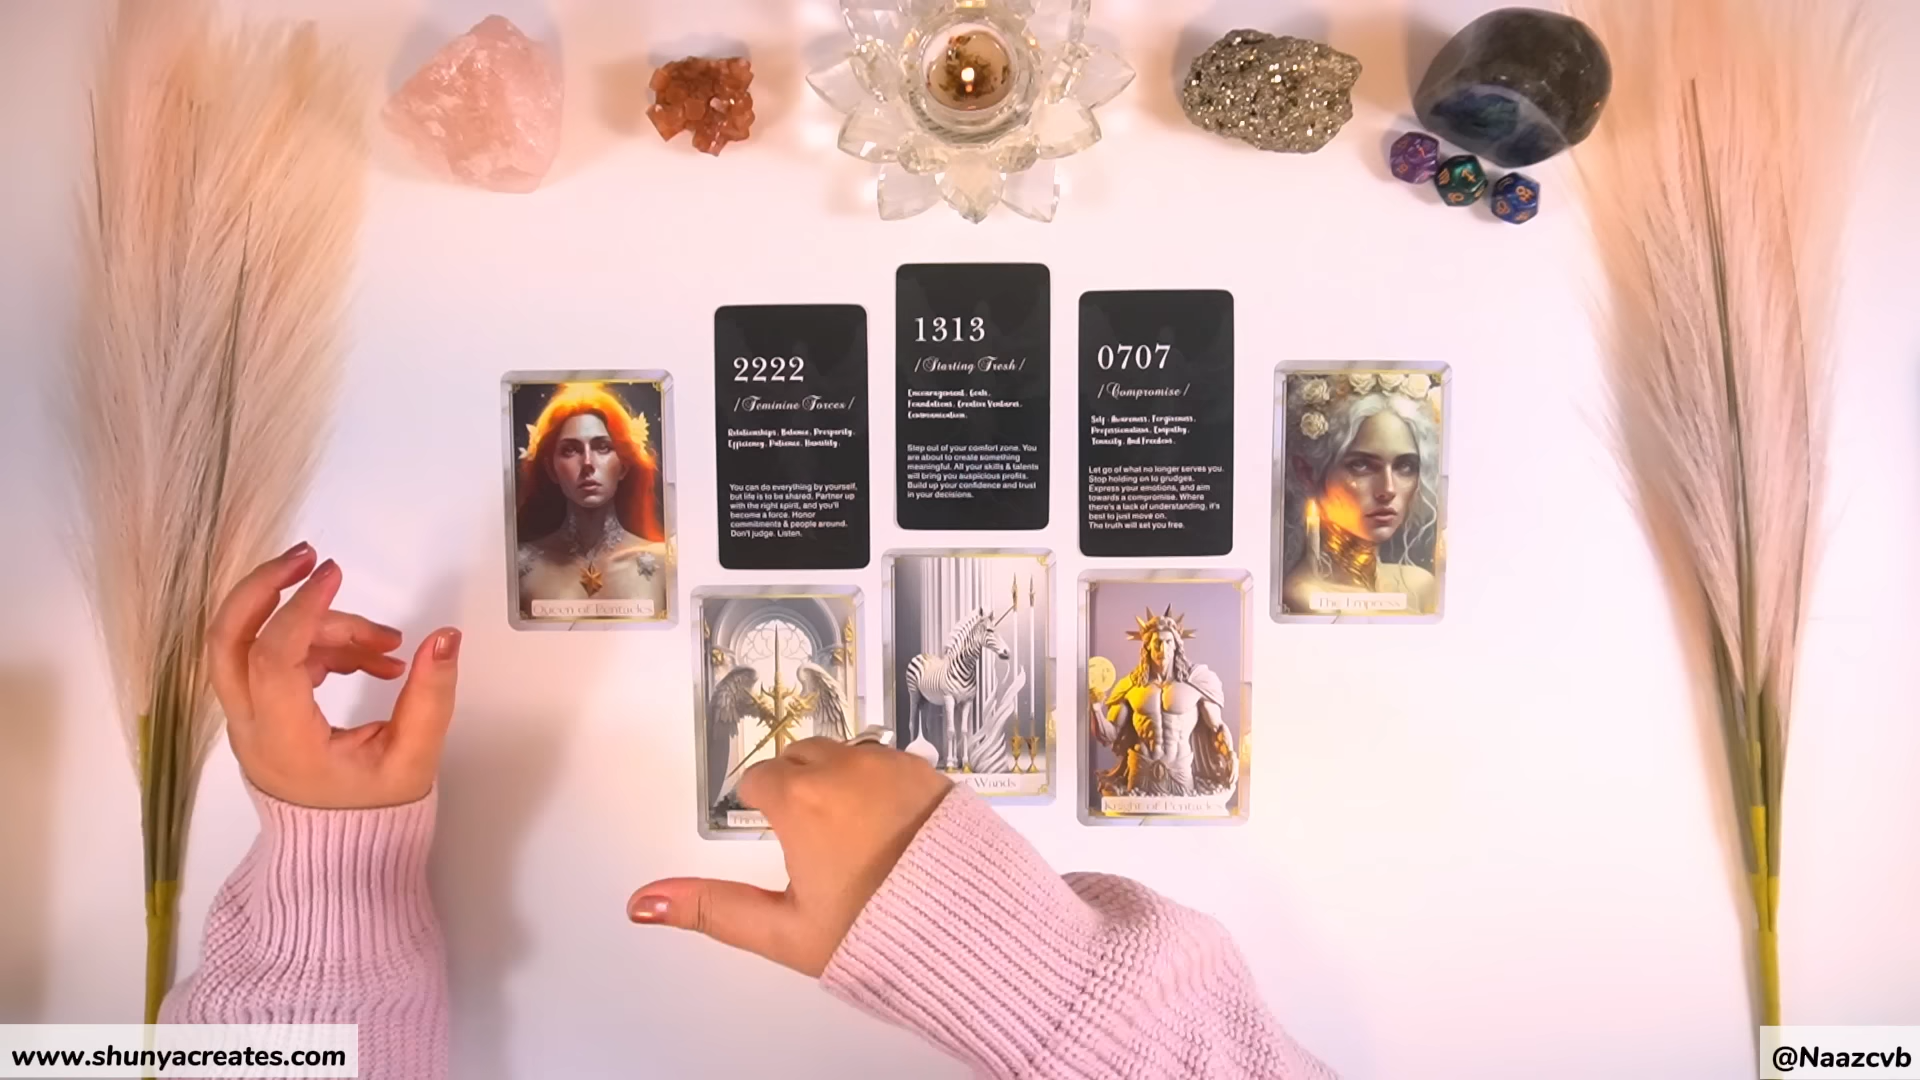 2222
/Feminine Forces/
Relationships. Balance. Prosperity.
Efficiency. Patience. Humility.
You can do everything by yourself,
but life is to be shared. Partner up
with the right spirit, and you'll
become a force. Honor
commitments & people around.
Don't judge. Listen.
1313
/Starting Fresh/
Encouragement. Goals.
Foundations. Creative Ventures.
Communication.
Step out of your comfort zone. You
are about to create something
meaningful. All your skills & talents
will bring you auspicious profits.
Build up your confidence and trust
in your decisions.
0707
/Compromise/
Self-Awareness. Forgiveness.
Professionalism. Empathy.
Tenacity. And Freedom.
Let go of what no longer serves you.
Stop holding on to grudges.
Express your emotions, and aim
towards a compromise. Where
there's a lack of understanding, it's
best to just move on.
The truth will set you free.
Queen of Pentacles
The Empress
Three
of Wands
Knight of Pentacles
www.shunyacreates.com
@Naazcvb